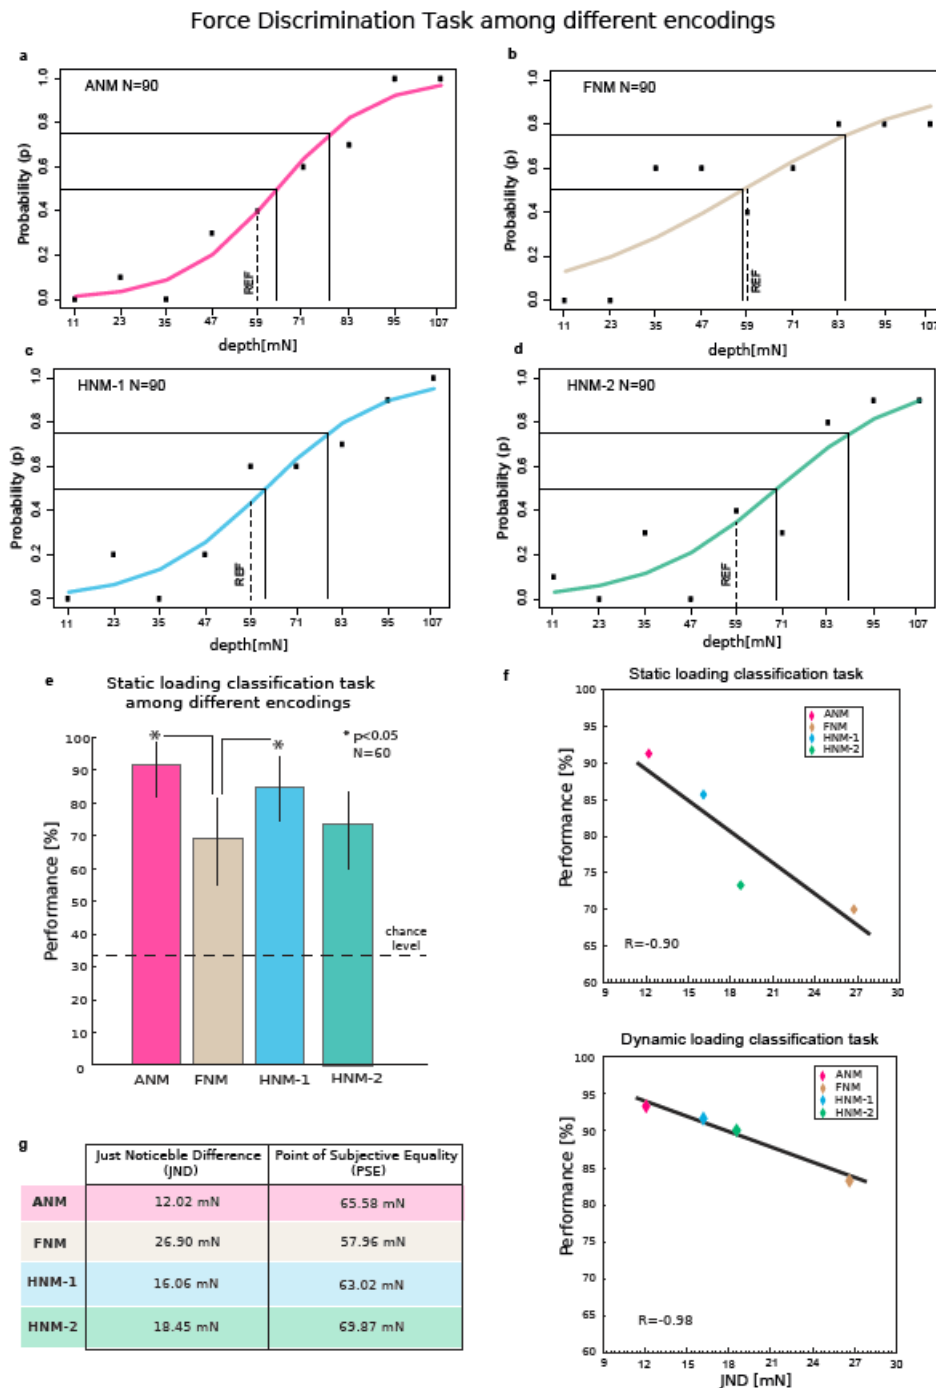 Force Discrimination Task among different encodings
a
ANM N=90
Probability (p)
0.0 0.2 0.4 0.6 0.8 1.0
REF
11 23 35 47 59 71 83 95 107
depth[mN]
b
FNM N=90
Probability (p)
0.0 0.2 0.4 0.6 0.8 1.0
REF
11 23 35 47 59 71 83 95 107
depth[mN]
c
HNM-1 N=90
Probability (p)
0.0 0.2 0.4 0.6 0.8 1.0
REF
11 23 35 47 59 71 83 95 107
depth[mN]
d
HNM-2 N=90
Probability (p)
0.0 0.2 0.4 0.6 0.8 1.0
REF
11 23 35 47 59 71 83 95 107
depth[mN]
e
Static loading classification task
among different encodings
* p<0.05
N=60
* *
Performance [%]
100
90
80
70
60
50
40
30
20
10
0
chance
level
ANM FNM HNM-1 HNM-2
f
Static loading classification task
Performance [%]
100
95
90
85
80
75
70
65
60
ANM
FNM
HNM-1
HNM-2
R=-0.90
9 12 15 18 21 24 27 30
Dynamic loading classification task
Performance [%]
100
95
90
85
80
75
70
65
60
ANM
FNM
HNM-1
HNM-2
R=-0.98
9 12 15 18 21 24 27 30
JND [mN]
g
Just Noticeble Difference
(JND)
Point of Subjective Equality
(PSE)
ANM 12.02 mN 65.58 mN
FNM 26.90 mN 57.96 mN
HNM-1 16.06 mN 63.02 mN
HNM-2 18.45 mN 69.87 mN